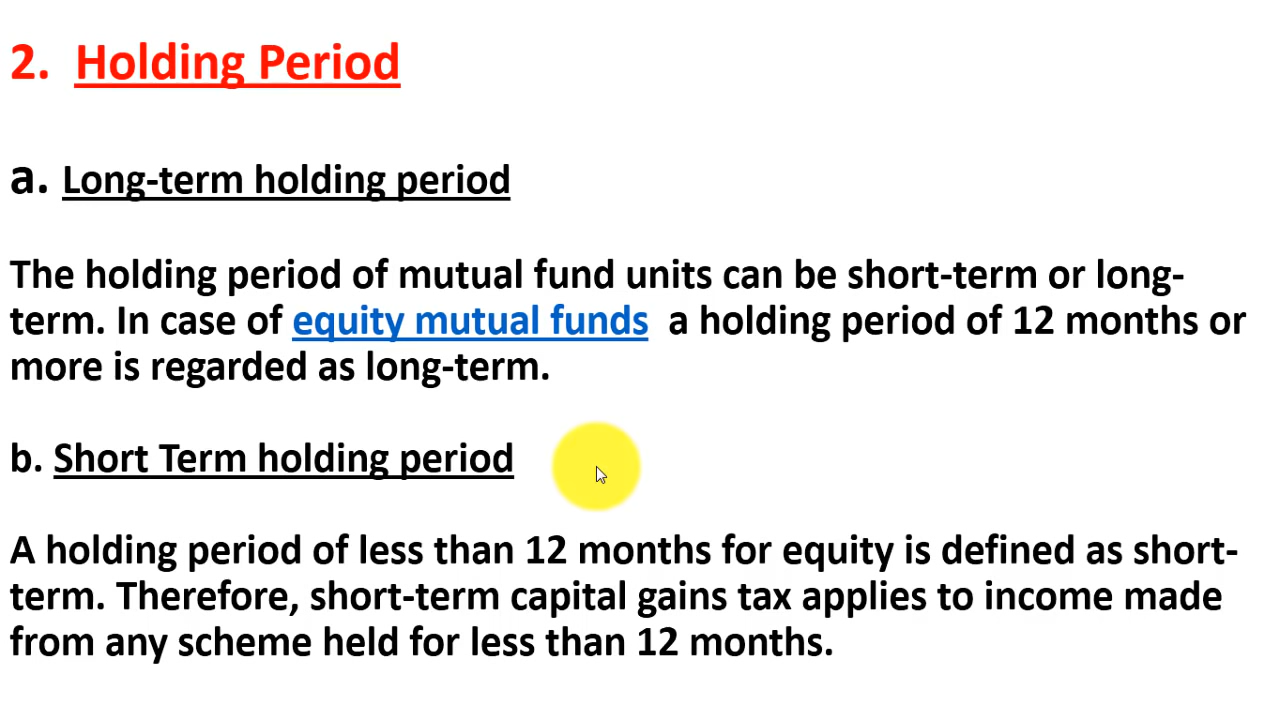 2. Holding Period
a. Long-term holding period
The holding period of mutual fund units can be short-term or long-
term. In case of equity mutual funds a holding period of 12 months or
more is regarded as long-term.
b. Short Term holding period
A holding period of less than 12 months for equity is defined as short-
term. Therefore, short-term capital gains tax applies to income made
from any scheme held for less than 12 months.